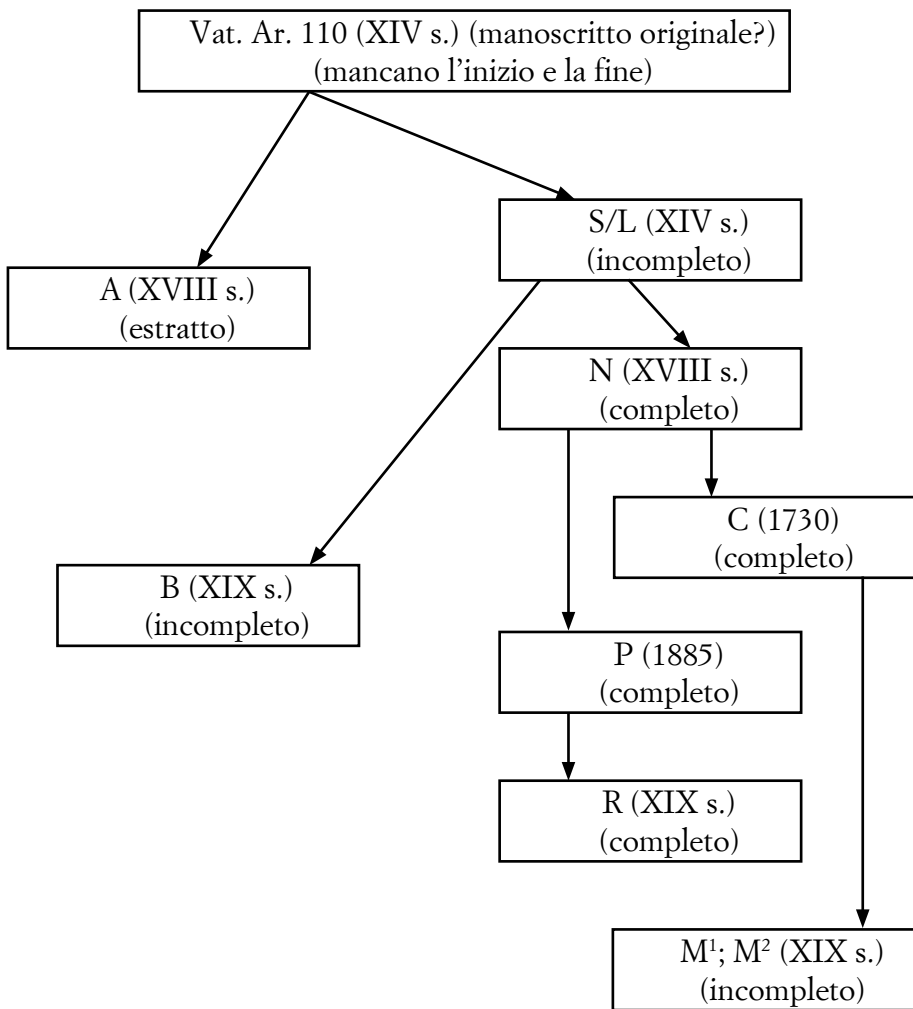 Vat. Ar. 110 (XIV s.) (manoscritto originale?)
(mancano l’inizio e la fine)
S/L (XIV s.)
(incompleto)
A (XVIII s.)
(estratto)
N (XVIII s.)
(completo)
C (1730)
(completo)
B (XIX s.)
(incompleto)
P (1885)
(completo)
R (XIX s.)
(completo)
M¹; M² (XIX s.)
(incompleto)